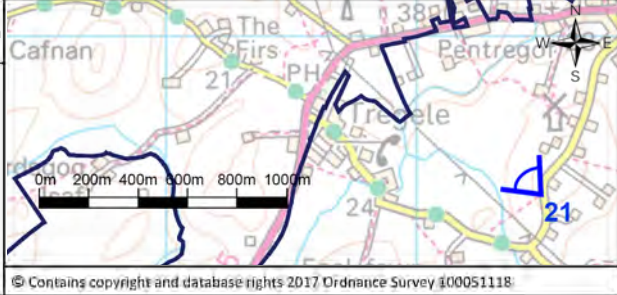 The
Firs
Cafnan
38
N
W
E
S
Pentregof
21
PH
Tregele
0m 200m 400m 600m 800m 1000m
24
21
© Contains copyright and database rights 2017 Ordnance Survey 100051118